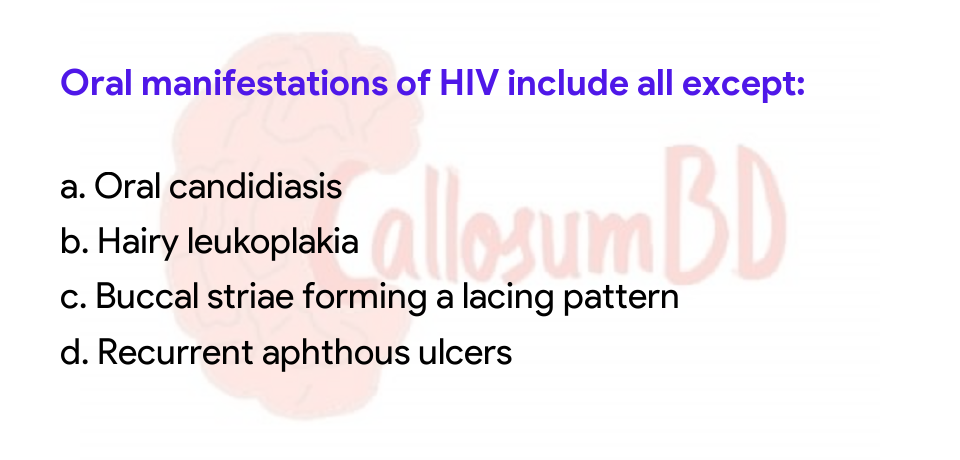 Oral manifestations of HIV include all except:
a. Oral candidiasis
b. Hairy leukoplakia
c. Buccal striae forming a lacing pattern
d. Recurrent aphthous ulcers
CallosumBD